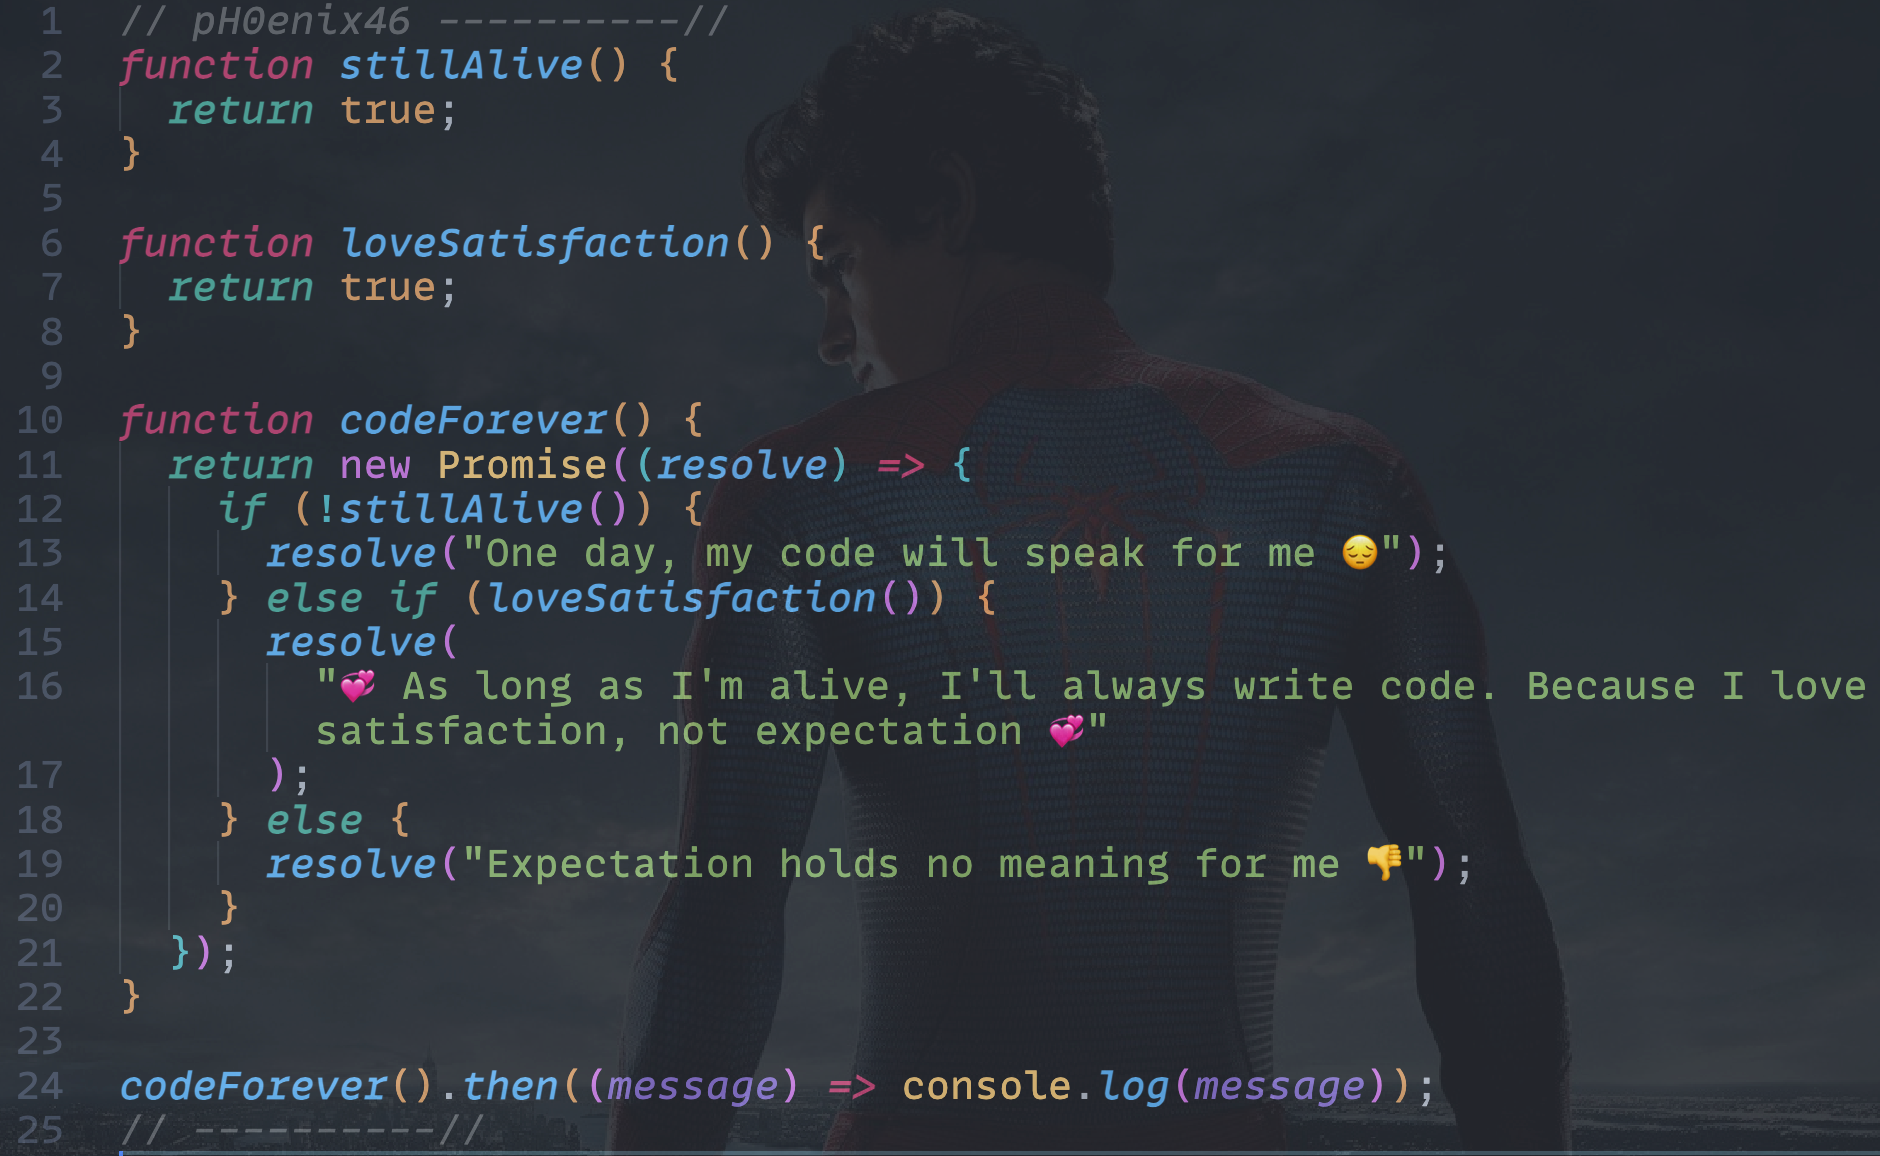 1 // pH0enix46 ----------//
2 function stillAlive() {
3 return true;
4 }
5
6 function loveSatisfaction() {
7 return true;
8 }
9
10 function codeForever() {
11 return new Promise((resolve) => {
12 if (!stillAlive()) {
13 resolve("One day, my code will speak for me 😔");
14 } else if (loveSatisfaction()) {
15 resolve(
16 "💞 As long as I'm alive, I'll always write code. Because I love
satisfaction, not expectation 💞"
17 );
18 } else {
19 resolve("Expectation holds no meaning for me 👎");
20 }
21 });
22 }
23
24 codeForever().then((message) => console.log(message));
25 // ----------//